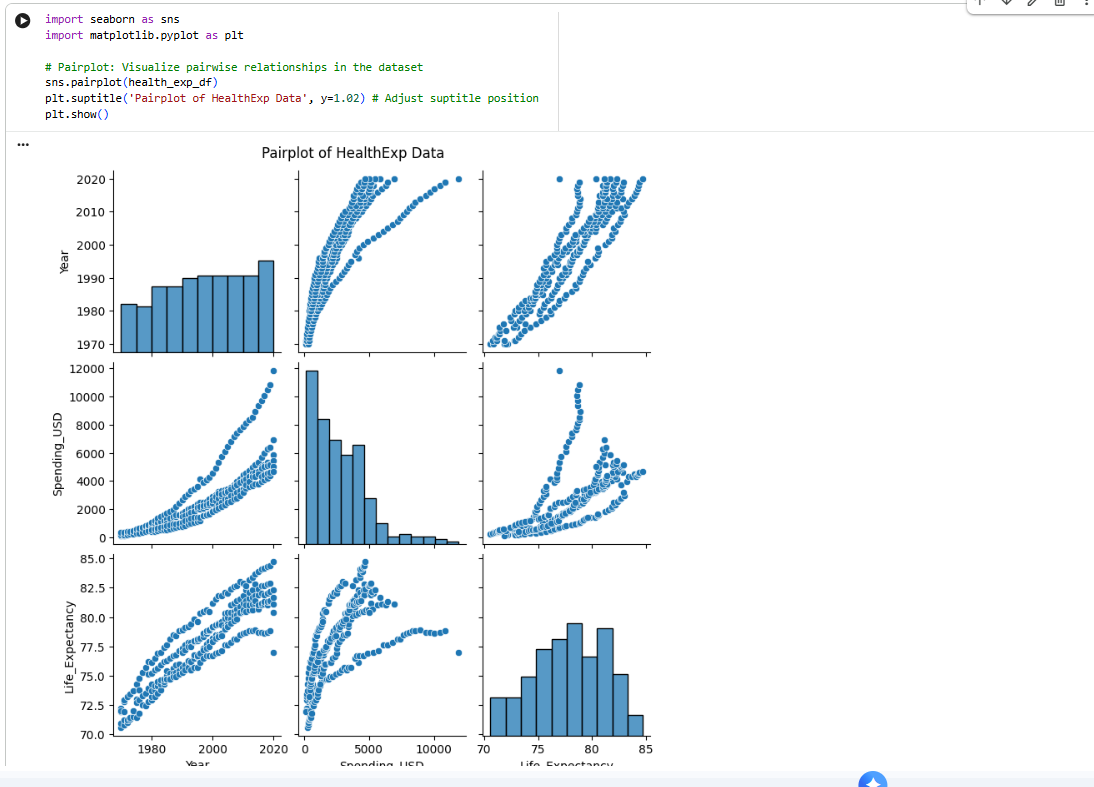 import seaborn as sns
import matplotlib.pyplot as plt
# Pairplot: Visualize pairwise relationships in the dataset
sns.pairplot(health_exp_df)
plt.suptitle('Pairplot of HealthExp Data', y=1.02) # Adjust suptitle position
plt.show()
...
Pairplot of HealthExp Data
2020
2010
2000
1990
1980
1970
Year
12000
10000
8000
6000
4000
2000
0
Spending_USD
85.0
82.5
80.0
77.5
75.0
72.5
70.0
Life_Expectancy
1980 2000 2020 0 5000 10000 70 75 80 85
Year Spending_USD Life_Expectancy